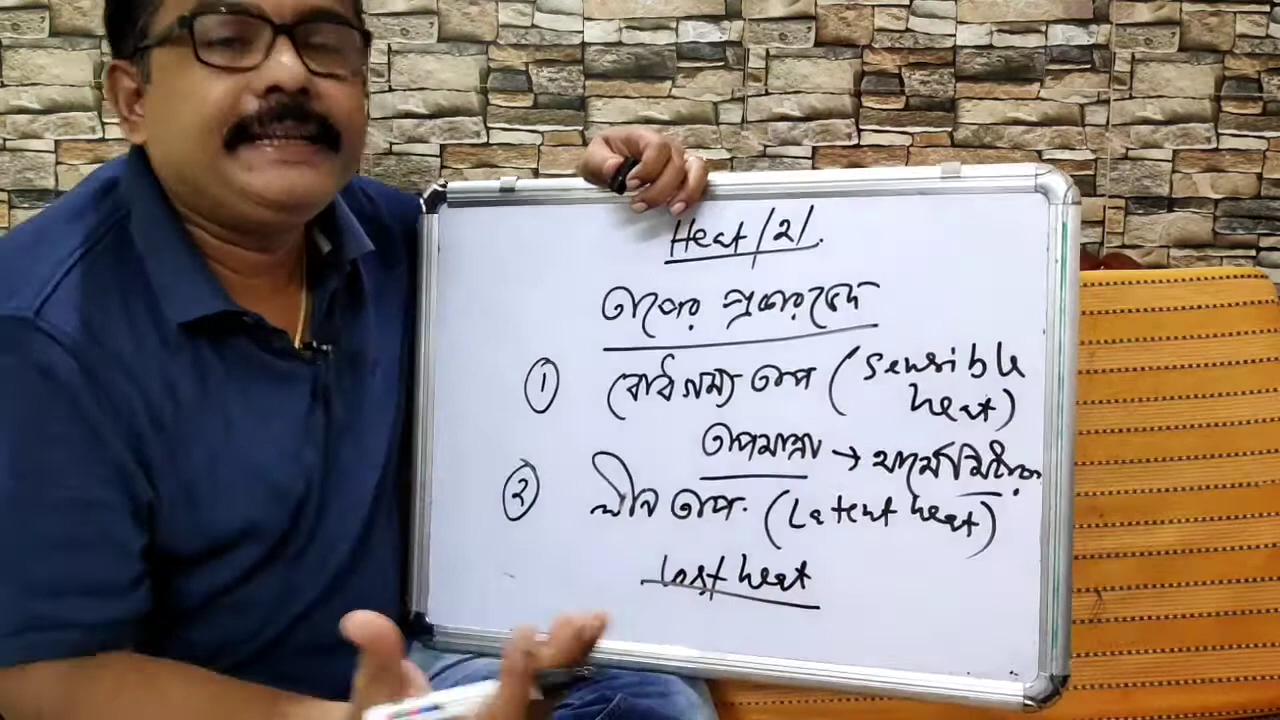 Heat/2/.
তাপের প্রকারভেদ
① বোধগম্য তাপ (Sensible heat)
তাপমাত্রা → থার্মোমিটার
② লীন তাপ. (Latent heat)
Lost heat